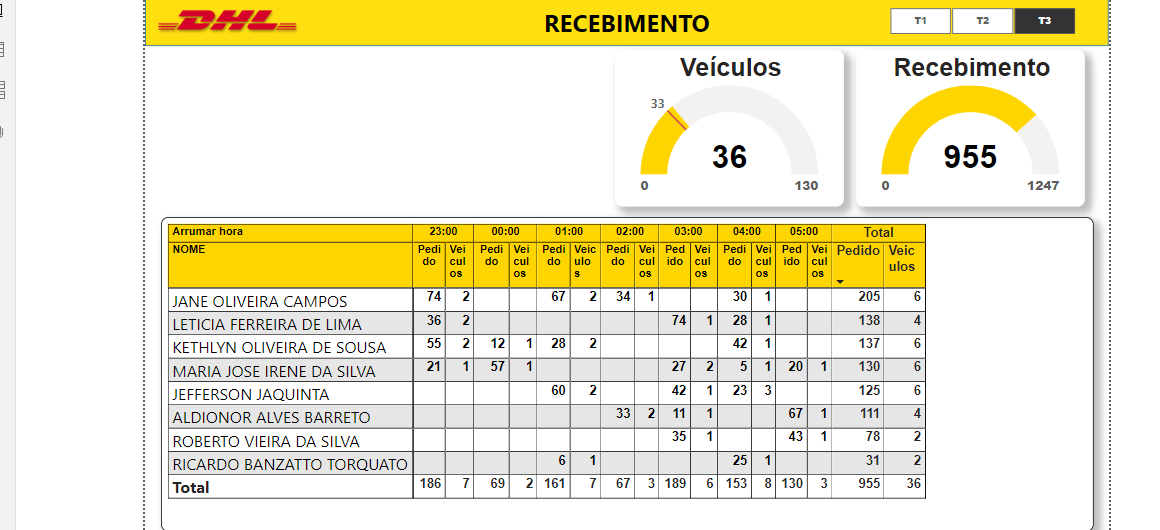 DHL RECEBIMENTO T1 T2 T3
Veículos Recebimento
33
36 955
0 130 0 1247
Arrumar hora 23:00 00:00 01:00 02:00 03:00 04:00 05:00 Total
NOME Pedido Veiculos Pedido Veiculos Pedido Veiculos Pedido Veiculos Pedido Veiculos Pedido Veiculos Pedido Veiculos Pedido Veiculos
JANE OLIVEIRA CAMPOS 74 2 67 2 34 1 30 1 205 6
LETICIA FERREIRA DE LIMA 36 2 74 1 28 1 138 4
KETHLYN OLIVEIRA DE SOUSA 55 2 12 1 28 2 42 1 137 6
MARIA JOSE IRENE DA SILVA 21 1 57 1 27 2 5 1 20 1 130 6
JEFFERSON JAQUINTA 60 2 42 1 23 3 125 6
ALDIONOR ALVES BARRETO 33 2 11 1 67 1 111 4
ROBERTO VIEIRA DA SILVA 35 1 43 1 78 2
RICARDO BANZATTO TORQUATO 6 1 25 1 31 2
Total 186 7 69 2 161 7 67 3 189 6 153 8 130 3 955 36